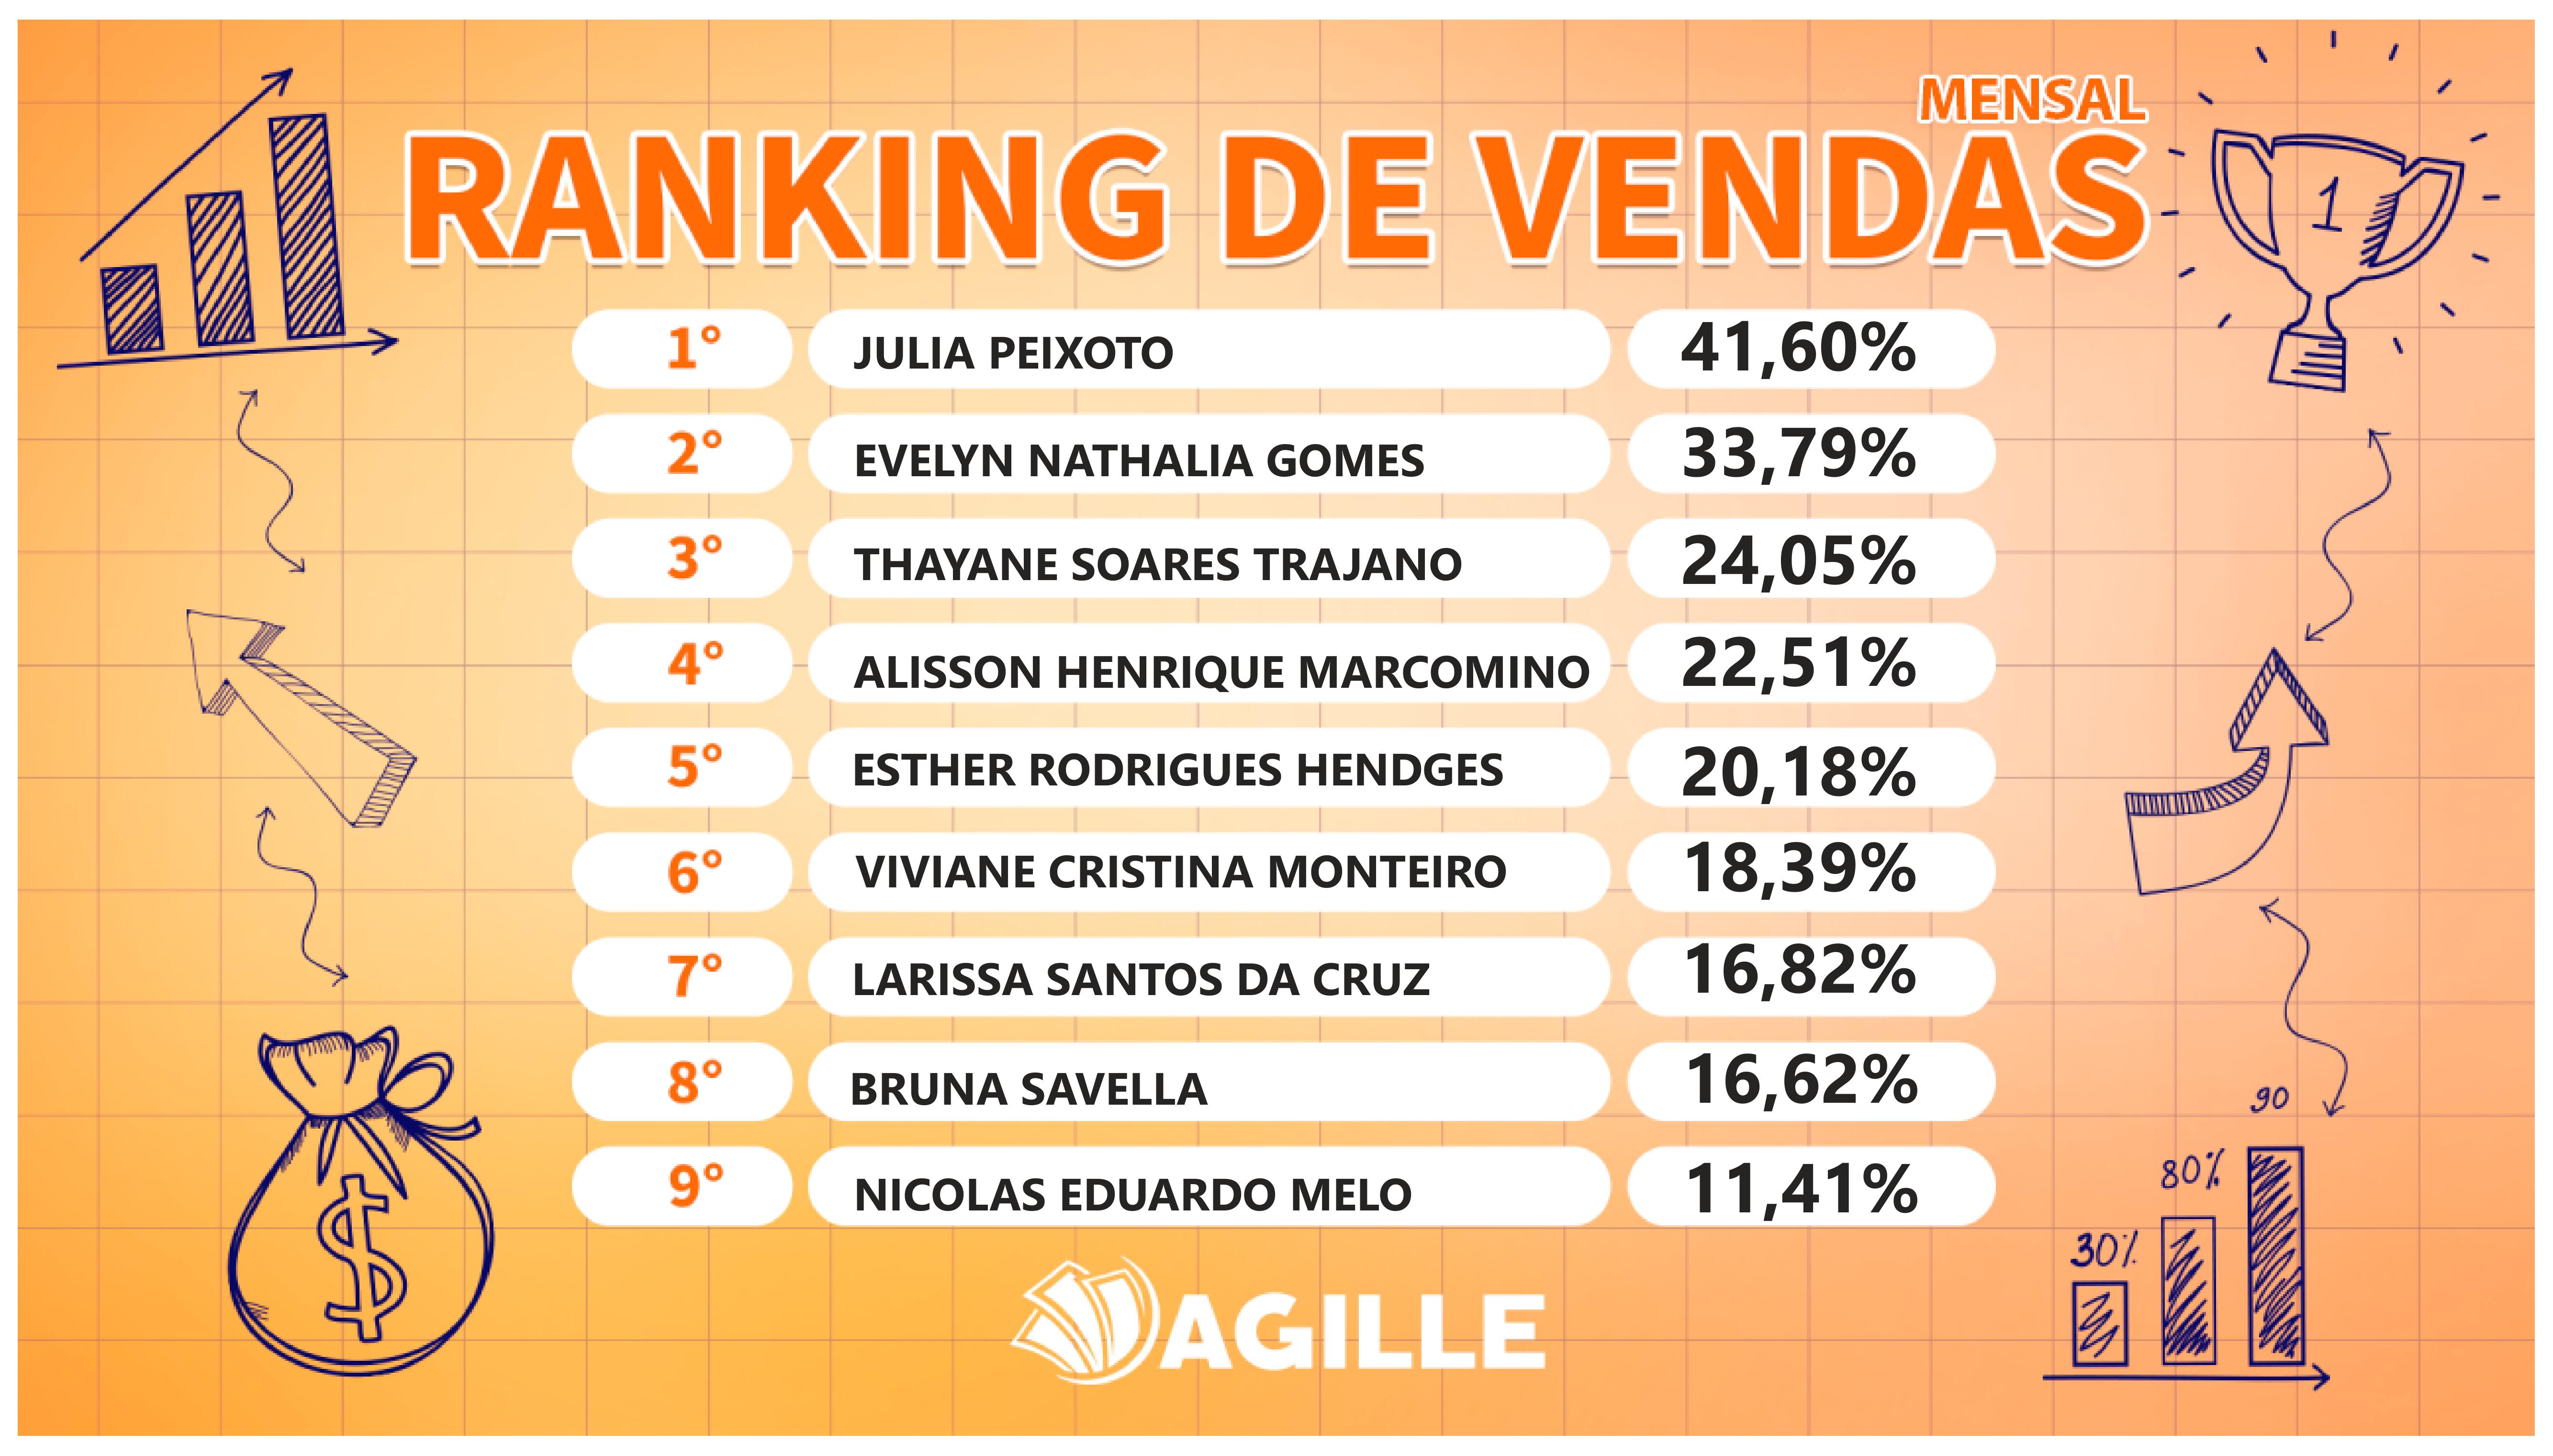 MENSAL
RANKING DE VENDAS
1
1° JULIA PEIXOTO 41,60%
2° EVELYN NATHALIA GOMES 33,79%
3° THAYANE SOARES TRAJANO 24,05%
4° ALISSON HENRIQUE MARCOMINO 22,51%
5° ESTHER RODRIGUES HENDGES 20,18%
6° VIVIANE CRISTINA MONTEIRO 18,39%
7° LARISSA SANTOS DA CRUZ 16,82%
8° BRUNA SAVELLA 16,62%
9° NICOLAS EDUARDO MELO 11,41%
$
30% 80% 90
AGILLE